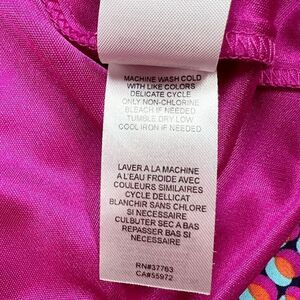 MACHINE WASH COLD
WITH LIKE COLORS
DELICATE CYCLE
ONLY NON-CHLORINE
BLEACH IF NEEDED
TUMBLE DRY LOW
COOL IRON IF NEEDED
LAVER A LA MACHINE
A L'EAU FROIDE AVEC
COULEURS SIMILAIRES
CYCLE DELLICAT
BLANCHIR SANS CHLORE
SI NECESSAIRE
CULBUTER SEC A BAS
REPASSER BAS SI
NECESSAIRE
RN#37763
CA#55972